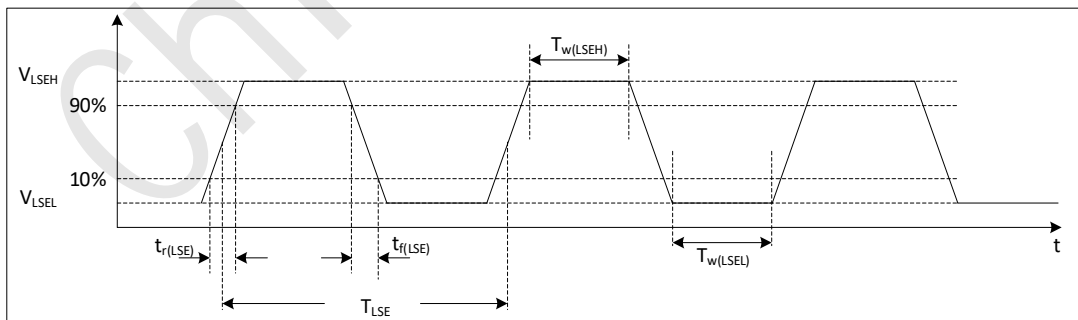 V_LSEH
90%
10%
V_LSEL
T_w(LSEH)
t_r(LSE)
t_f(LSE)
T_w(LSEL)
t
T_LSE